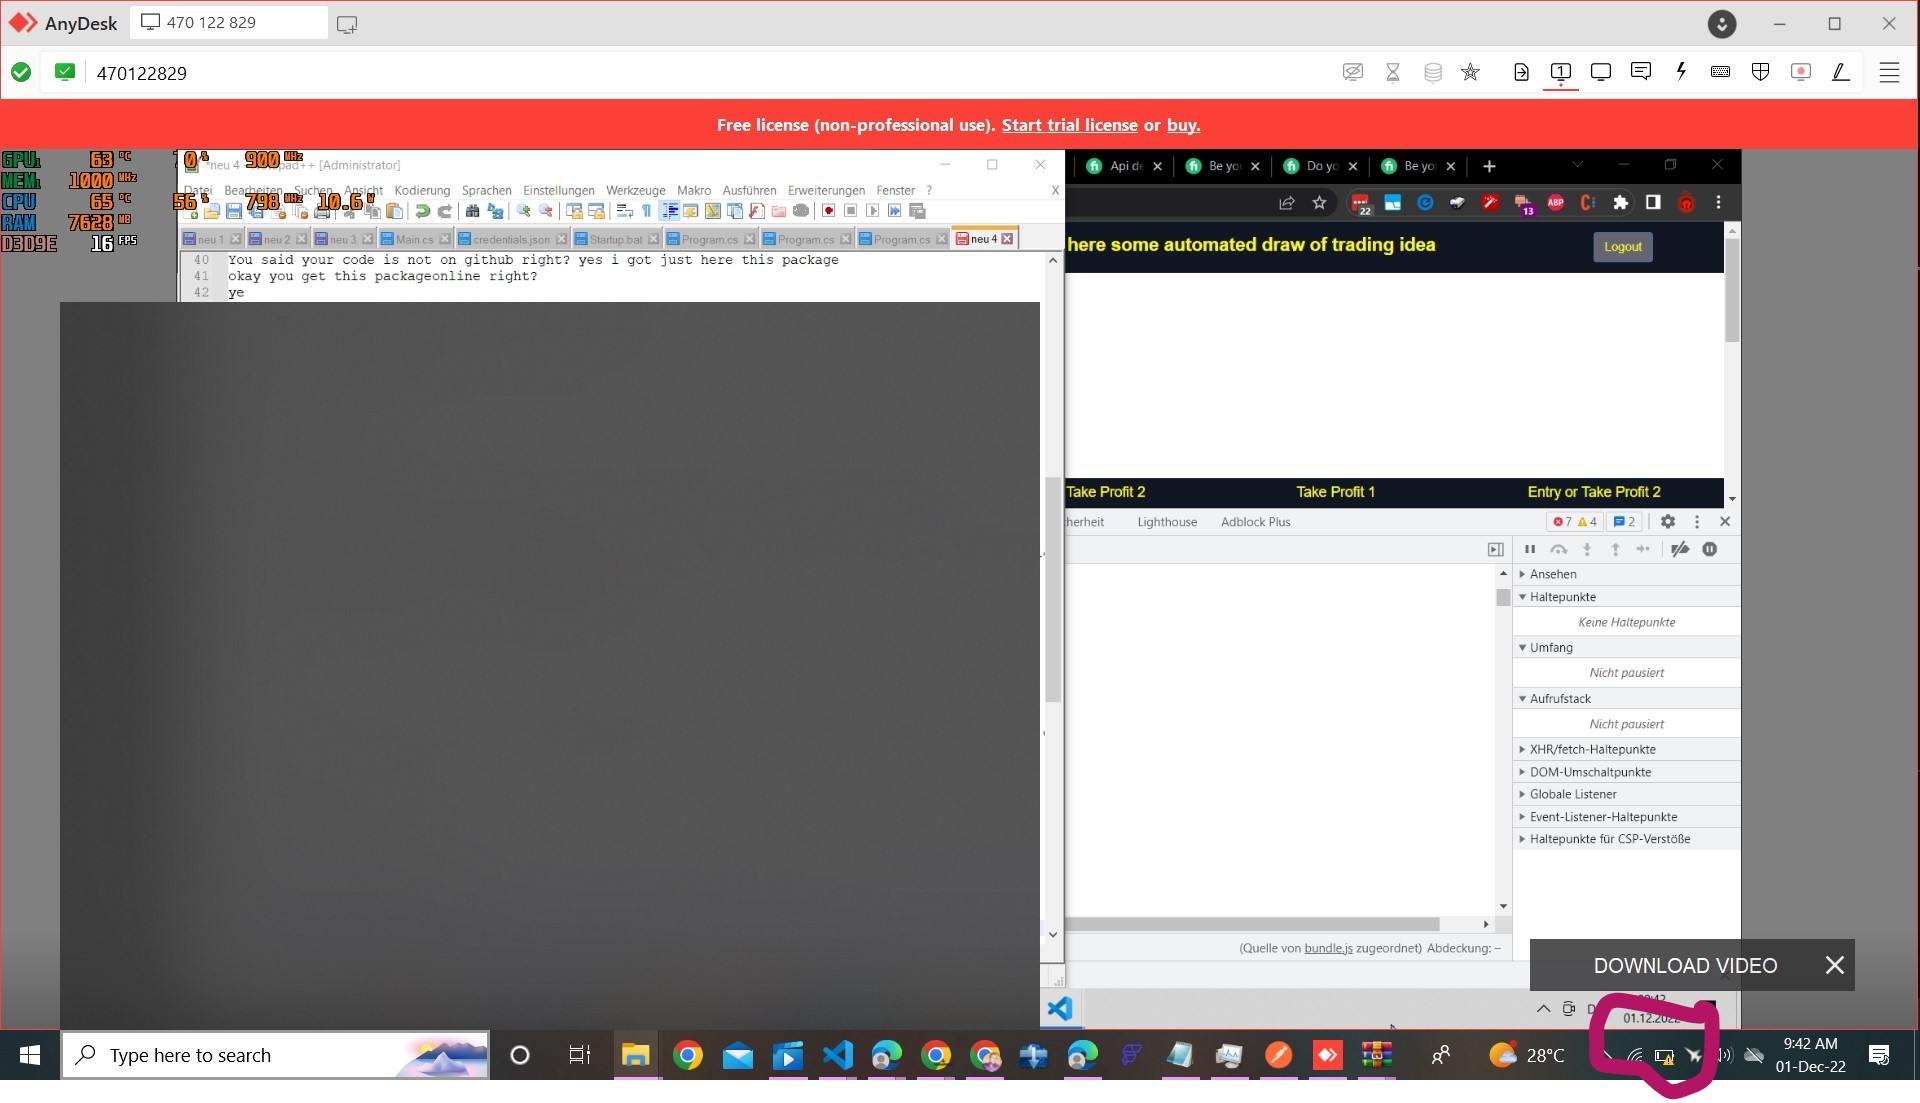 AnyDesk
470 122 829
470122829
Free license (non-professional use). Start trial license or buy.
GPU1 63 °C 0 % 900 MHz
MEM1 1000 MHz
CPU 65 °C 56 % 798 MHz 10.6 W
RAM 7628 MB
D3D9E 16 FPS
*neu 4 [Administrator]
Datei Bearbeiten Suchen Ansicht Kodierung Sprachen Einstellungen Werkzeuge Makro Ausführen Erweiterungen Fenster ? X
neu 1 neu 2 neu 3 Main.cs credentials.json Startup.bat Program.cs Program.cs Program.cs neu 4
40 You said your code is not on github right? yes i got just here this package
41 okay you get this packageonline right?
42 ye
Api de Be yo Do yo Be yo
22 13 ABP
here some automated draw of trading idea
Logout
Take Profit 2 Take Profit 1 Entry or Take Profit 2
herheit Lighthouse Adblock Plus 7 4 2
Ansehen
Haltepunkte
Keine Haltepunkte
Umfang
Nicht pausiert
Aufrufstack
Nicht pausiert
XHR/fetch-Haltepunkte
DOM-Umschaltpunkte
Globale Listener
Event-Listener-Haltepunkte
Haltepunkte für CSP-Verstöße
(Quelle von bundle.js zugeordnet) Abdeckung: –
DOWNLOAD VIDEO
01.12.2022
Type here to search
28°C
9:42 AM
01-Dec-22